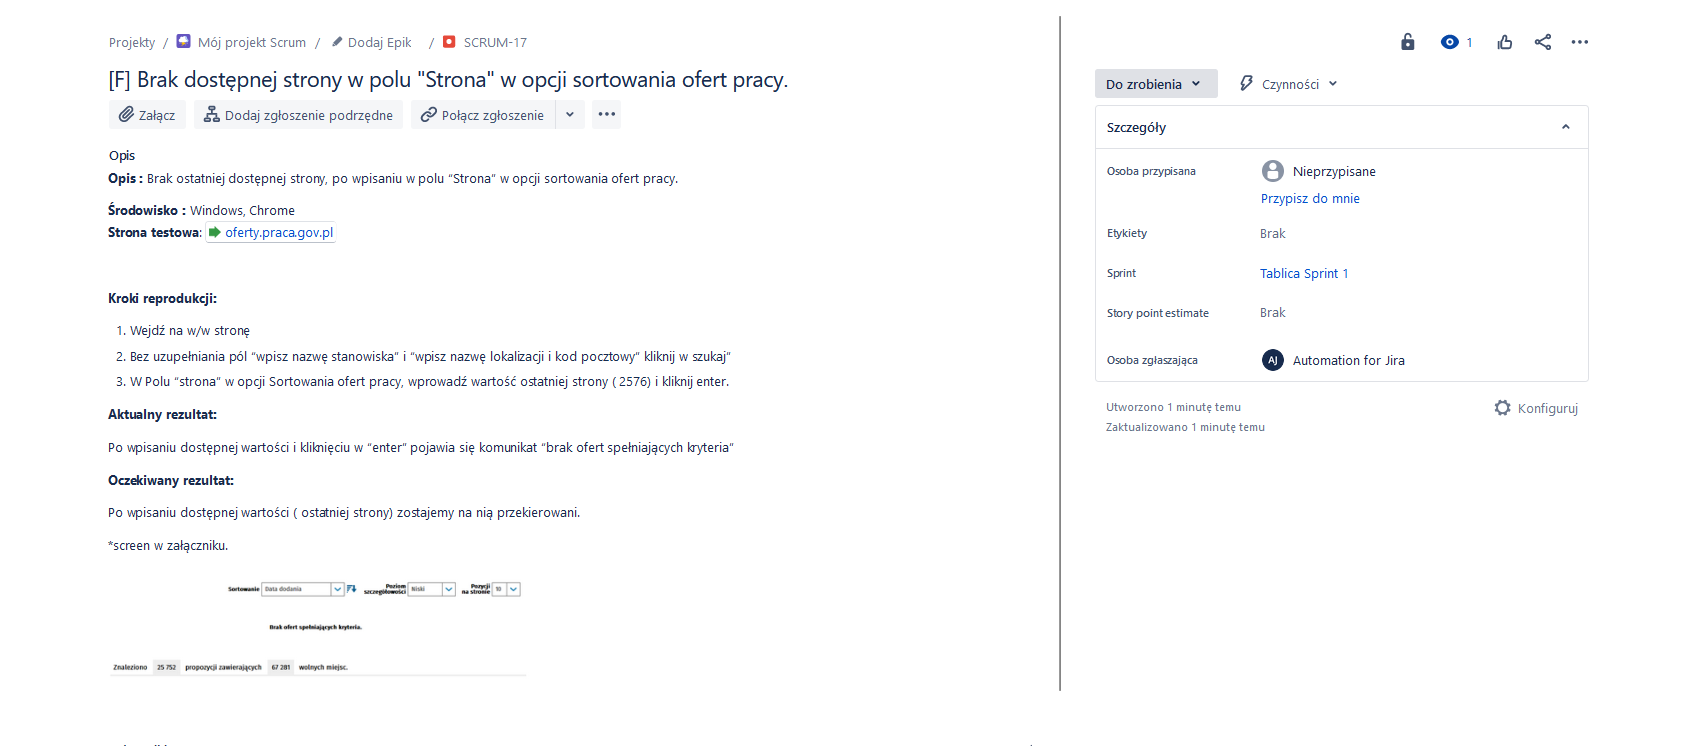 Projekty / Mój projekt Scrum / Dodaj Epik / SCRUM-17
1
[F] Brak dostępnej strony w polu "Strona" w opcji sortowania ofert pracy.
Załącz Dodaj zgłoszenie podrzędne Połącz zgłoszenie
Opis
Opis : Brak ostatniej dostępnej strony, po wpisaniu w polu “Strona” w opcji sortowania ofert pracy.
Środowisko : Windows, Chrome
Strona testowa: oferty.praca.gov.pl
Kroki reprodukcji:
1. Wejdź na w/w stronę
2. Bez uzupełniania pól “wpisz nazwę stanowiska” i “wpisz nazwę lokalizacji i kod pocztowy” kliknij w szukaj”
3. W Polu “strona” w opcji Sortowania ofert pracy, wprowadź wartość ostatniej strony ( 2576) i kliknij enter.
Aktualny rezultat:
Po wpisaniu dostępnej wartości i kliknięciu w “enter” pojawia się komunikat “brak ofert spełniających kryteria”
Oczekiwany rezultat:
Po wpisaniu dostępnej wartości ( ostatniej strony) zostajemy na nią przekierowani.
*screen w załączniku.
Sortowanie Data dodania Poziom szczegółowości Niski Pozycji na stronie 10
Brak ofert spełniających kryteria.
Znaleziono 25 752 propozycji zawierających 67 281 wolnych miejsc.
Do zrobienia Czynności
Szczegóły
Osoba przypisana Nieprzypisane
Przypisz do mnie
Etykiety Brak
Sprint Tablica Sprint 1
Story point estimate Brak
Osoba zgłaszająca AJ Automation for Jira
Utworzono 1 minutę temu Konfiguruj
Zaktualizowano 1 minutę temu